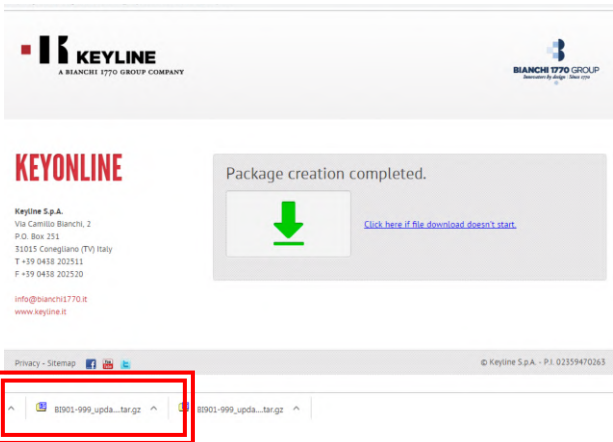 KEYLINE
A BIANCHI 1770 GROUP COMPANY
BIANCHI 1770 GROUP
Innovators by design - Since 1770
KEYONLINE
Keyline S.p.A.
Via Camillo Bianchi, 2
P.O. Box 251
31015 Conegliano (TV) Italy
T +39 0438 202511
F +39 0438 202520
info@bianchi1770.it
www.keyline.it
Package creation completed.
Click here if file download doesn't start.
Privacy - Sitemap
© Keyline S.p.A. - P.I. 02359470263
BI901-999_upda....tar.gz
BI901-999_upda....tar.gz